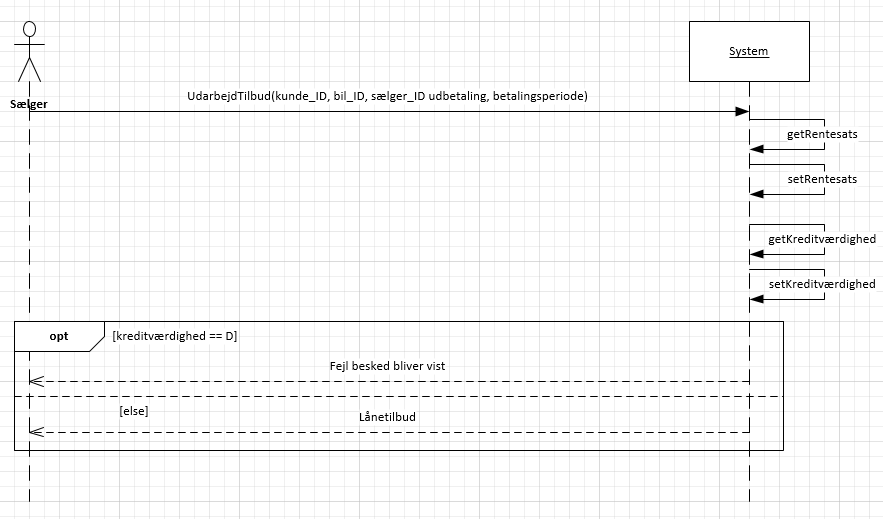 System
Sælger
UdarbejdTilbud(kunde_ID, bil_ID, sælger_ID udbetaling, betalingsperiode)
getRentesats
setRentesats
getKreditværdighed
setKreditværdighed
opt
[kreditværdighed == D]
Fejl besked bliver vist
[else]
Lånetilbud